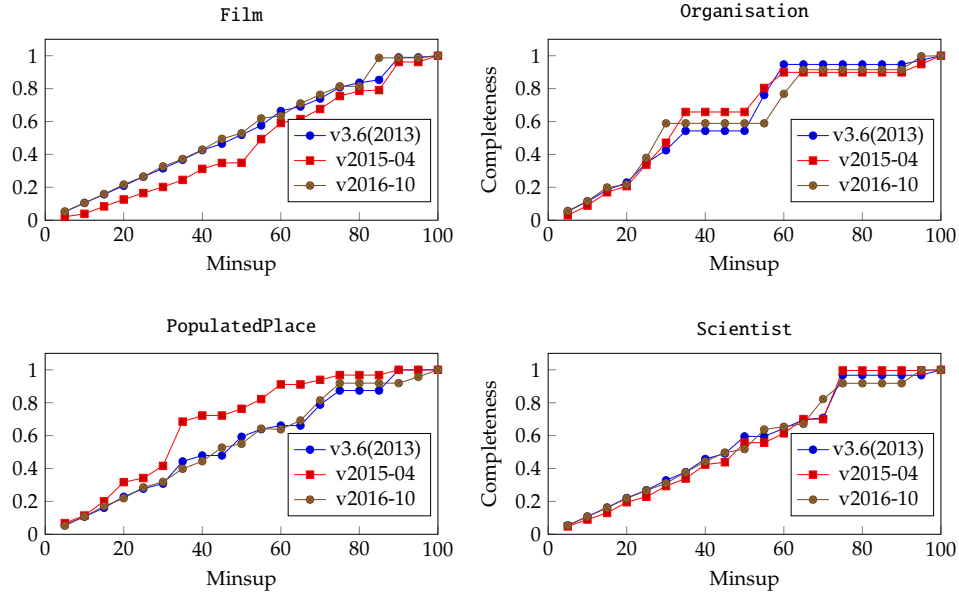 Film
0
0.2
0.4
0.6
0.8
1
0 20 40 60 80 100
Minsup
v3.6(2013)
v2015-04
v2016-10
Organisation
Completeness
0
0.2
0.4
0.6
0.8
1
0 20 40 60 80 100
Minsup
v3.6(2013)
v2015-04
v2016-10
PopulatedPlace
0
0.2
0.4
0.6
0.8
1
0 20 40 60 80 100
Minsup
v3.6(2013)
v2015-04
v2016-10
Scientist
Completeness
0
0.2
0.4
0.6
0.8
1
0 20 40 60 80 100
Minsup
v3.6(2013)
v2015-04
v2016-10